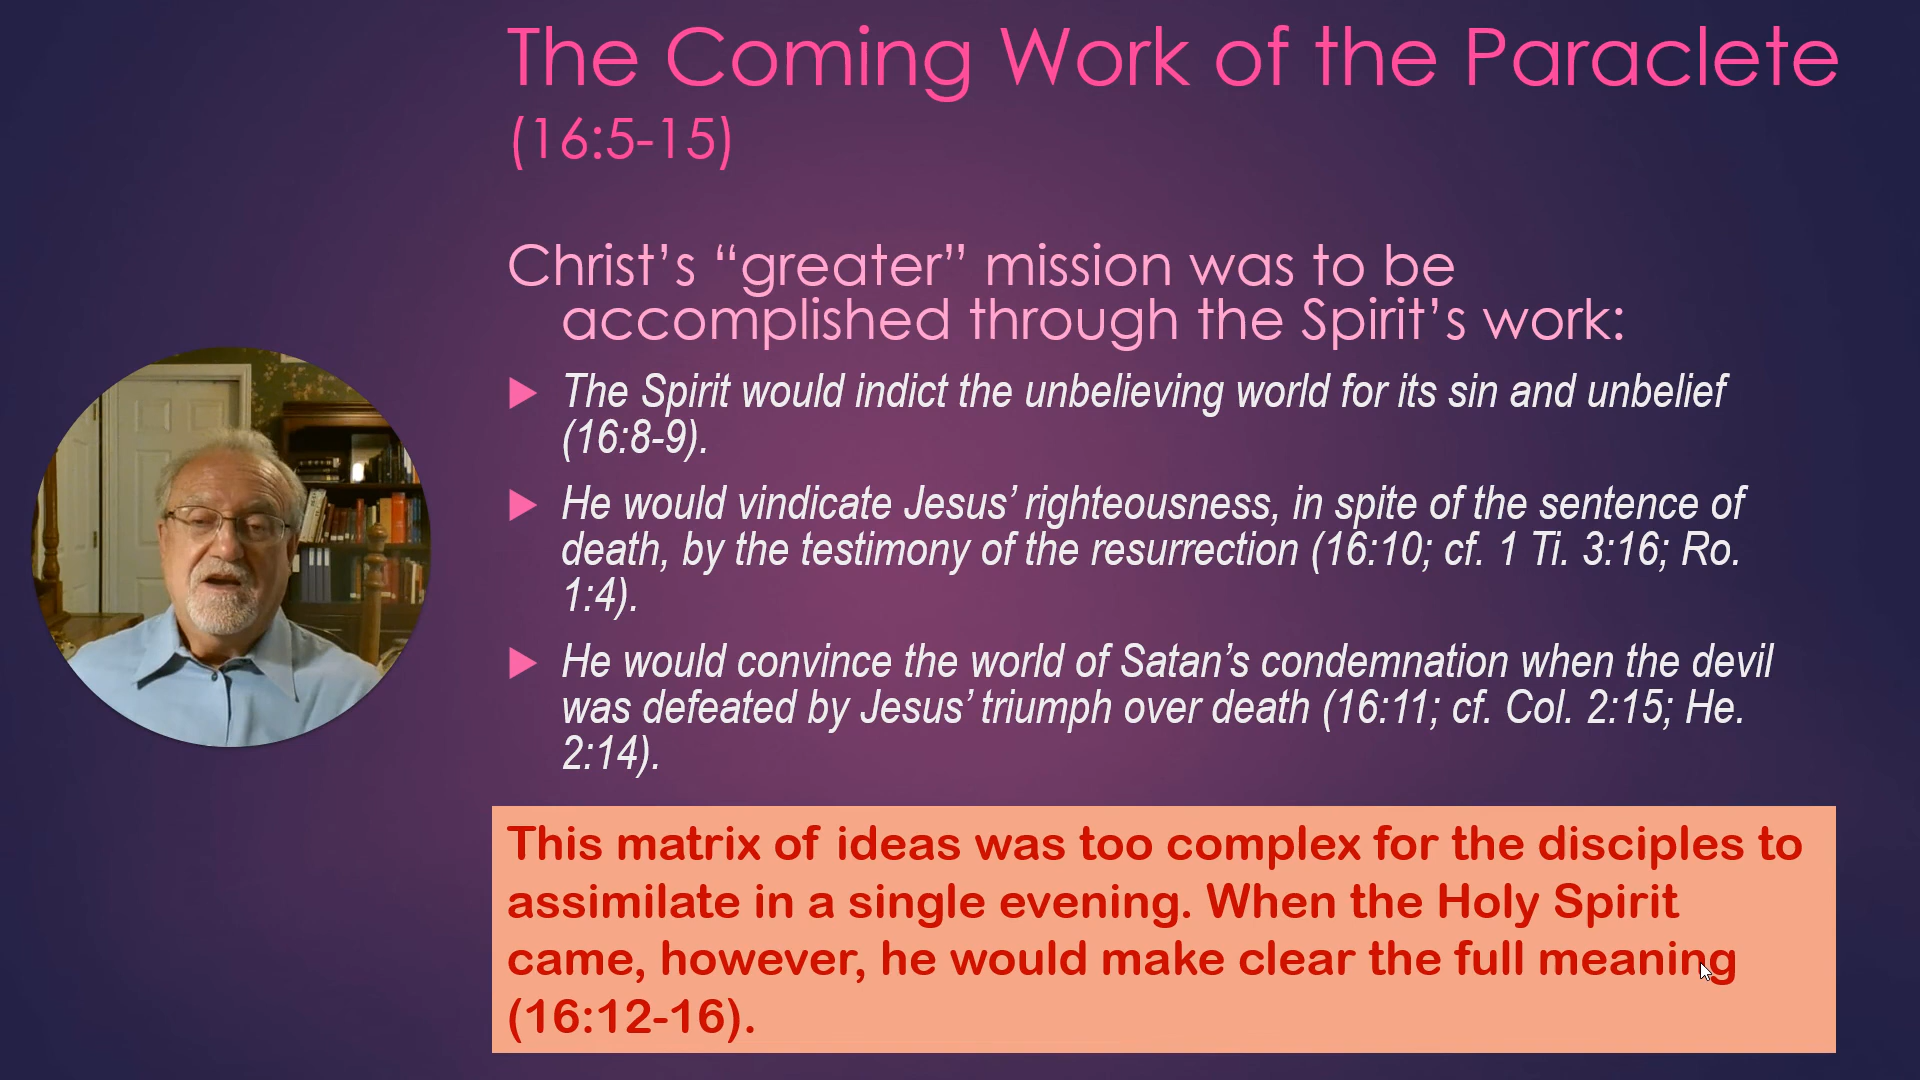 The Coming Work of the Paraclete
(16:5-15)
Christ’s “greater” mission was to be
accomplished through the Spirit’s work:
The Spirit would indict the unbelieving world for its sin and unbelief
(16:8-9).
He would vindicate Jesus’ righteousness, in spite of the sentence of
death, by the testimony of the resurrection (16:10; cf. 1 Ti. 3:16; Ro.
1:4).
He would convince the world of Satan’s condemnation when the devil
was defeated by Jesus’ triumph over death (16:11; cf. Col. 2:15; He.
2:14).
This matrix of ideas was too complex for the disciples to
assimilate in a single evening. When the Holy Spirit
came, however, he would make clear the full meaning
(16:12-16).